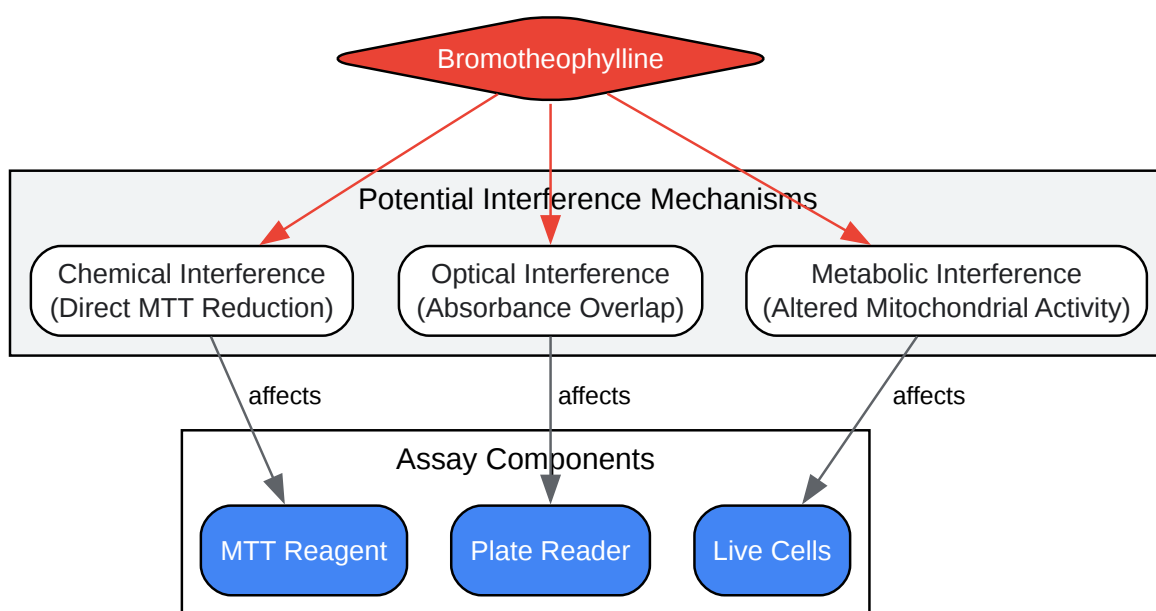 Bromotheophylline
Potential Interference Mechanisms
Chemical Interference
(Direct MTT Reduction)
Optical Interference
(Absorbance Overlap)
Metabolic Interference
(Altered Mitochondrial Activity)
affects
affects
affects
Assay Components
MTT Reagent
Plate Reader
Live Cells